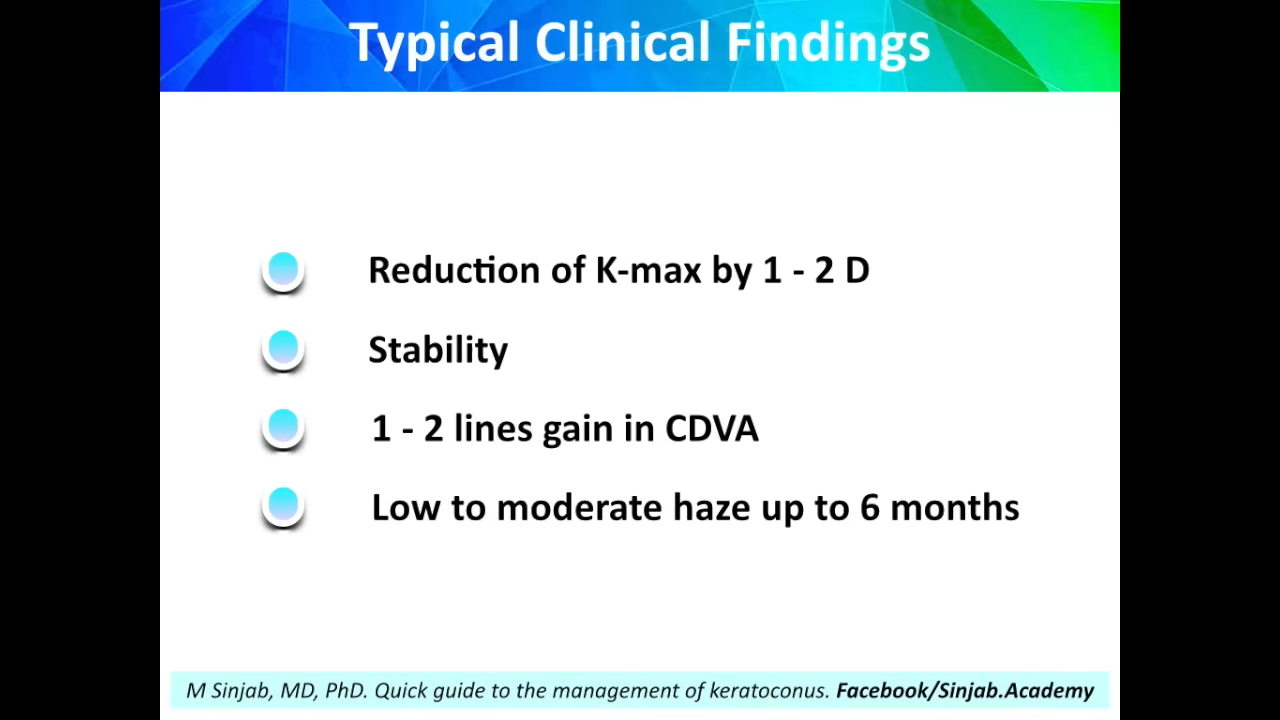 Typical Clinical Findings
Reduction of K-max by 1 - 2 D
Stability
1 - 2 lines gain in CDVA
Low to moderate haze up to 6 months
M Sinjab, MD, PhD. Quick guide to the management of keratoconus. Facebook/Sinjab.Academy